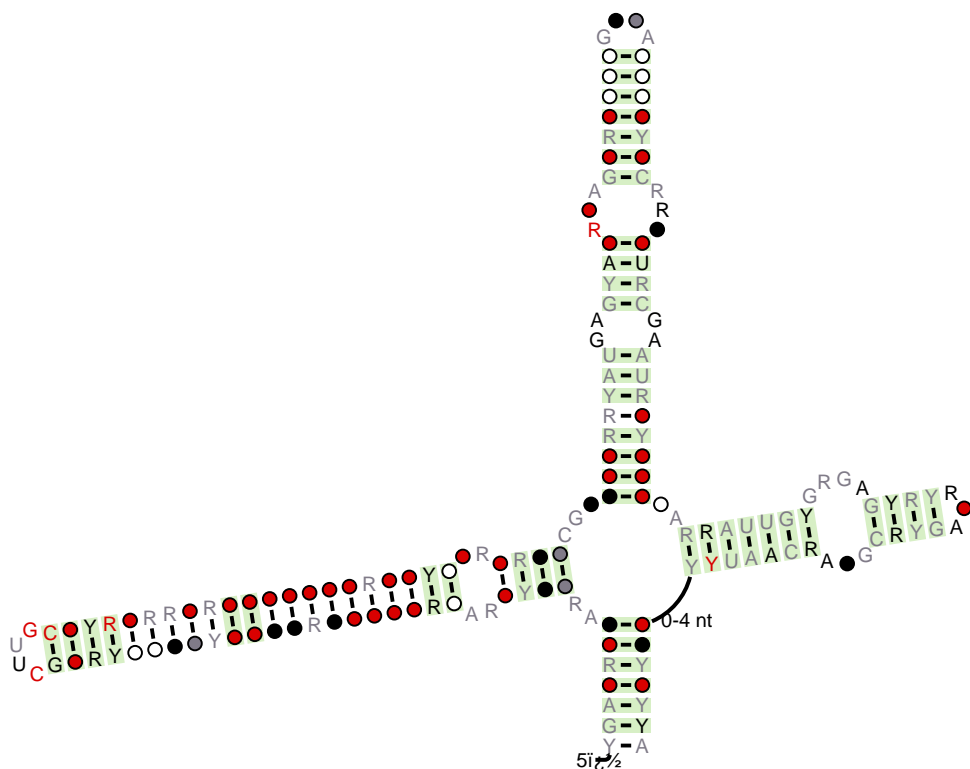 G A
R Y
G C
A R
R
R
A U
Y R
G C
A G
G A
U A
A U
Y R
R
R Y
A R R A U U G Y G R G A G Y R Y R
Y Y U A A C R A G C R Y G A
U G C Y R R R R R Y R R C G
U C G R Y Y R R A R Y R A
0-4 nt
R Y
A Y
G Y
Y A
5ï¿½